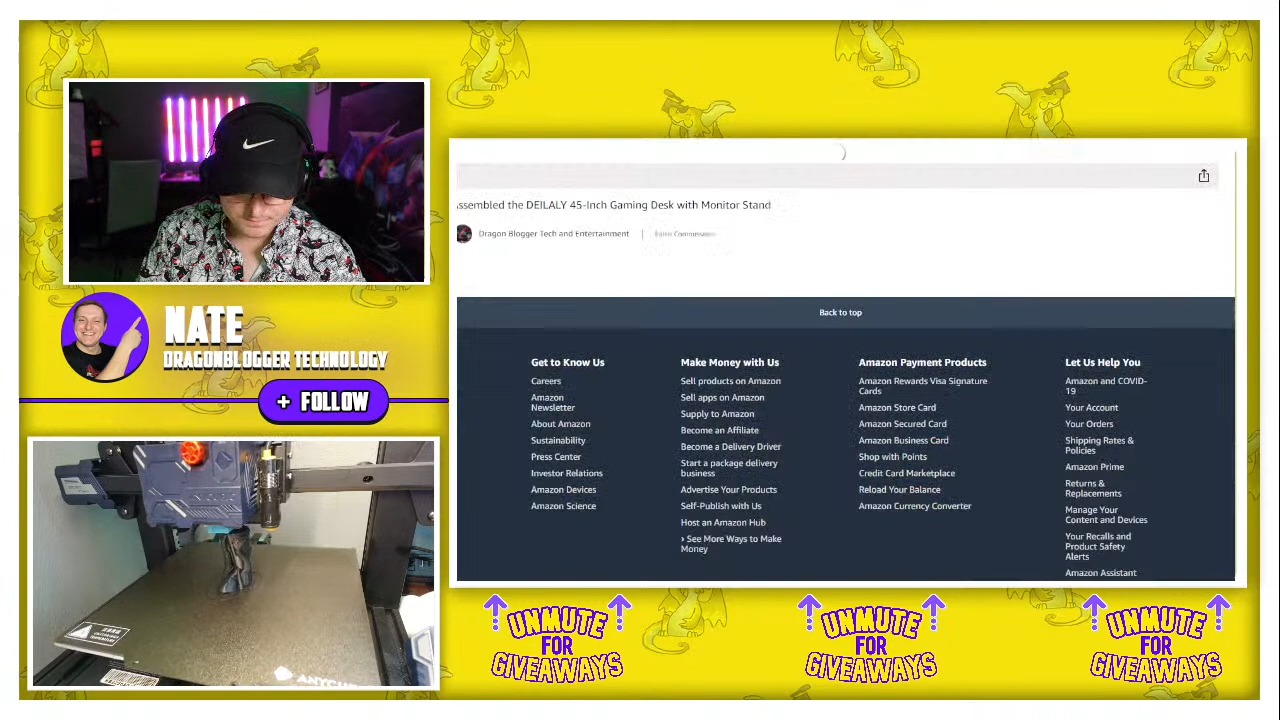 NATE
DRAGONBLOGGER TECHNOLOGY
+ FOLLOW
ssembled the DEILALY 45-Inch Gaming Desk with Monitor Stand
Dragon Blogger Tech and Entertainment | Earns Commissions
Back to top
Get to Know Us
Careers
Amazon
Newsletter
About Amazon
Sustainability
Press Center
Investor Relations
Amazon Devices
Amazon Science
Make Money with Us
Sell products on Amazon
Sell apps on Amazon
Supply to Amazon
Become an Affiliate
Become a Delivery Driver
Start a package delivery
business
Advertise Your Products
Self-Publish with Us
Host an Amazon Hub
› See More Ways to Make
Money
Amazon Payment Products
Amazon Rewards Visa Signature
Cards
Amazon Store Card
Amazon Secured Card
Amazon Business Card
Shop with Points
Credit Card Marketplace
Reload Your Balance
Amazon Currency Converter
Let Us Help You
Amazon and COVID-
19
Your Account
Your Orders
Shipping Rates &
Policies
Amazon Prime
Returns &
Replacements
Manage Your
Content and Devices
Your Recalls and
Product Safety
Alerts
Amazon Assistant
UNMUTE
FOR
GIVEAWAYS
UNMUTE
FOR
GIVEAWAYS
UNMUTE
FOR
GIVEAWAYS